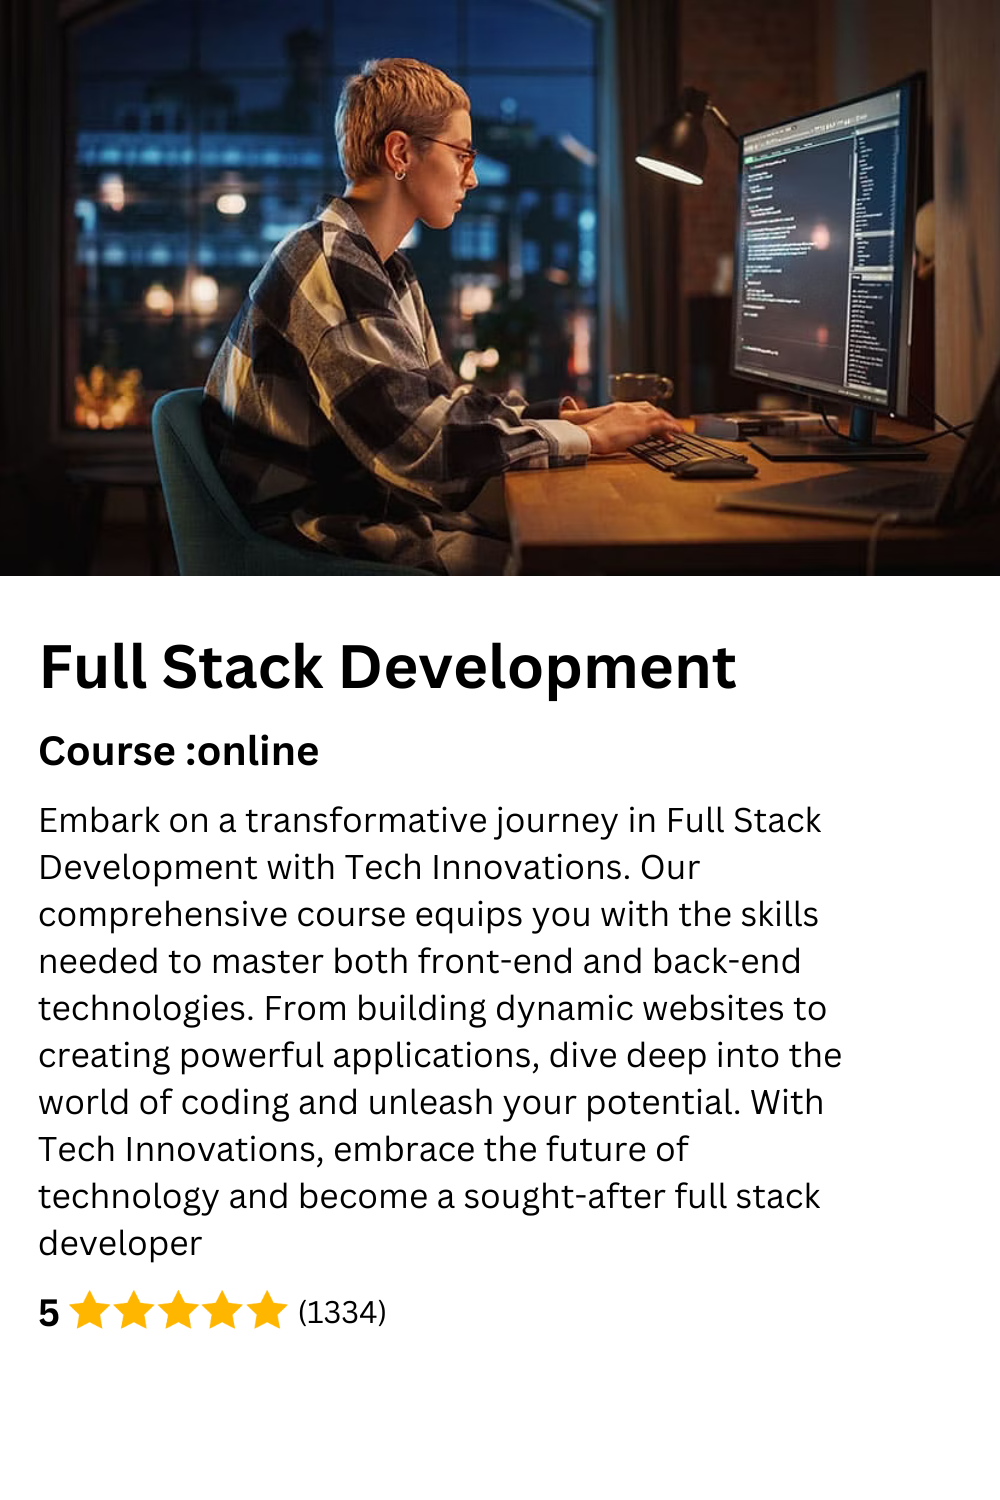 Full Stack Development
Course :online
Embark on a transformative journey in Full Stack
Development with Tech Innovations. Our
comprehensive course equips you with the skills
needed to master both front-end and back-end
technologies. From building dynamic websites to
creating powerful applications, dive deep into the
world of coding and unleash your potential. With
Tech Innovations, embrace the future of
technology and become a sought-after full stack
developer
5 (1334)